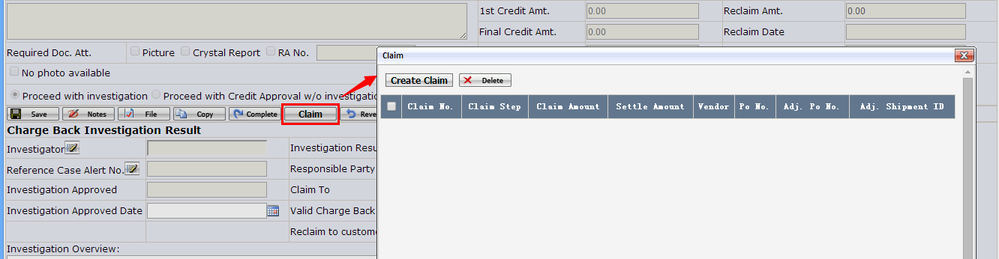 1st Credit Amt. 0.00 Reclaim Amt. 0.00
Final Credit Amt. 0.00 Reclaim Date
Required Doc. Att. Picture Crystal Report RA No.
No photo available
Proceed with investigation Proceed with Credit Approval w/o investigatio
Save Notes File Copy Complete Claim Reve
Charge Back Investigation Result
Investigator Investigation Resu
Reference Case Alert No. Responsible Party
Investigation Approved Claim To
Investigation Approved Date Valid Charge Back
Reclaim to custome
Investigation Overview:
Claim
Create Claim Delete
Claim No. Claim Step Claim Amount Settle Amount Vendor Po No. Adj. Po No. Adj. Shipment ID